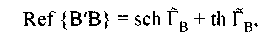 Ref {B'B} = sch Γ̂_B + th Γ̂_B.